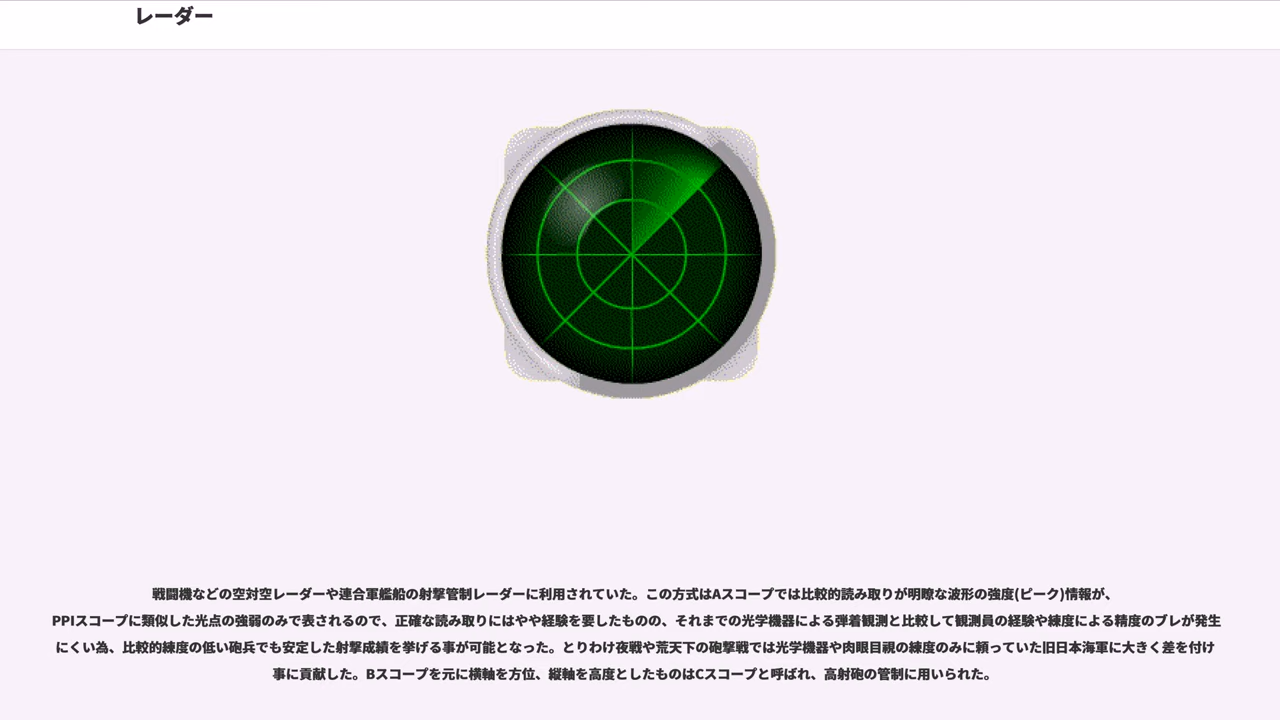 レーダー
戦闘機などの空対空レーダーや連合軍艦船の射撃管制レーダーに利用されていた。この方式はAスコープでは比較的読み取りが明瞭な波形の強度(ピーク)情報が、
PPIスコープに類似した光点の強弱のみで表されるので、正確な読み取りにはやや経験を要したものの、それまでの光学機器による弾着観測と比較して観測員の経験や練度による精度のブレが発生
にくい為、比較的練度の低い砲兵でも安定した射撃成績を挙げる事が可能となった。とりわけ夜戦や荒天下の砲撃戦では光学機器や肉眼目視の練度のみに頼っていた旧日本海軍に大きく差を付け
事に貢献した。Bスコープを元に横軸を方位、縦軸を高度としたものはCスコープと呼ばれ、高射砲の管制に用いられた。